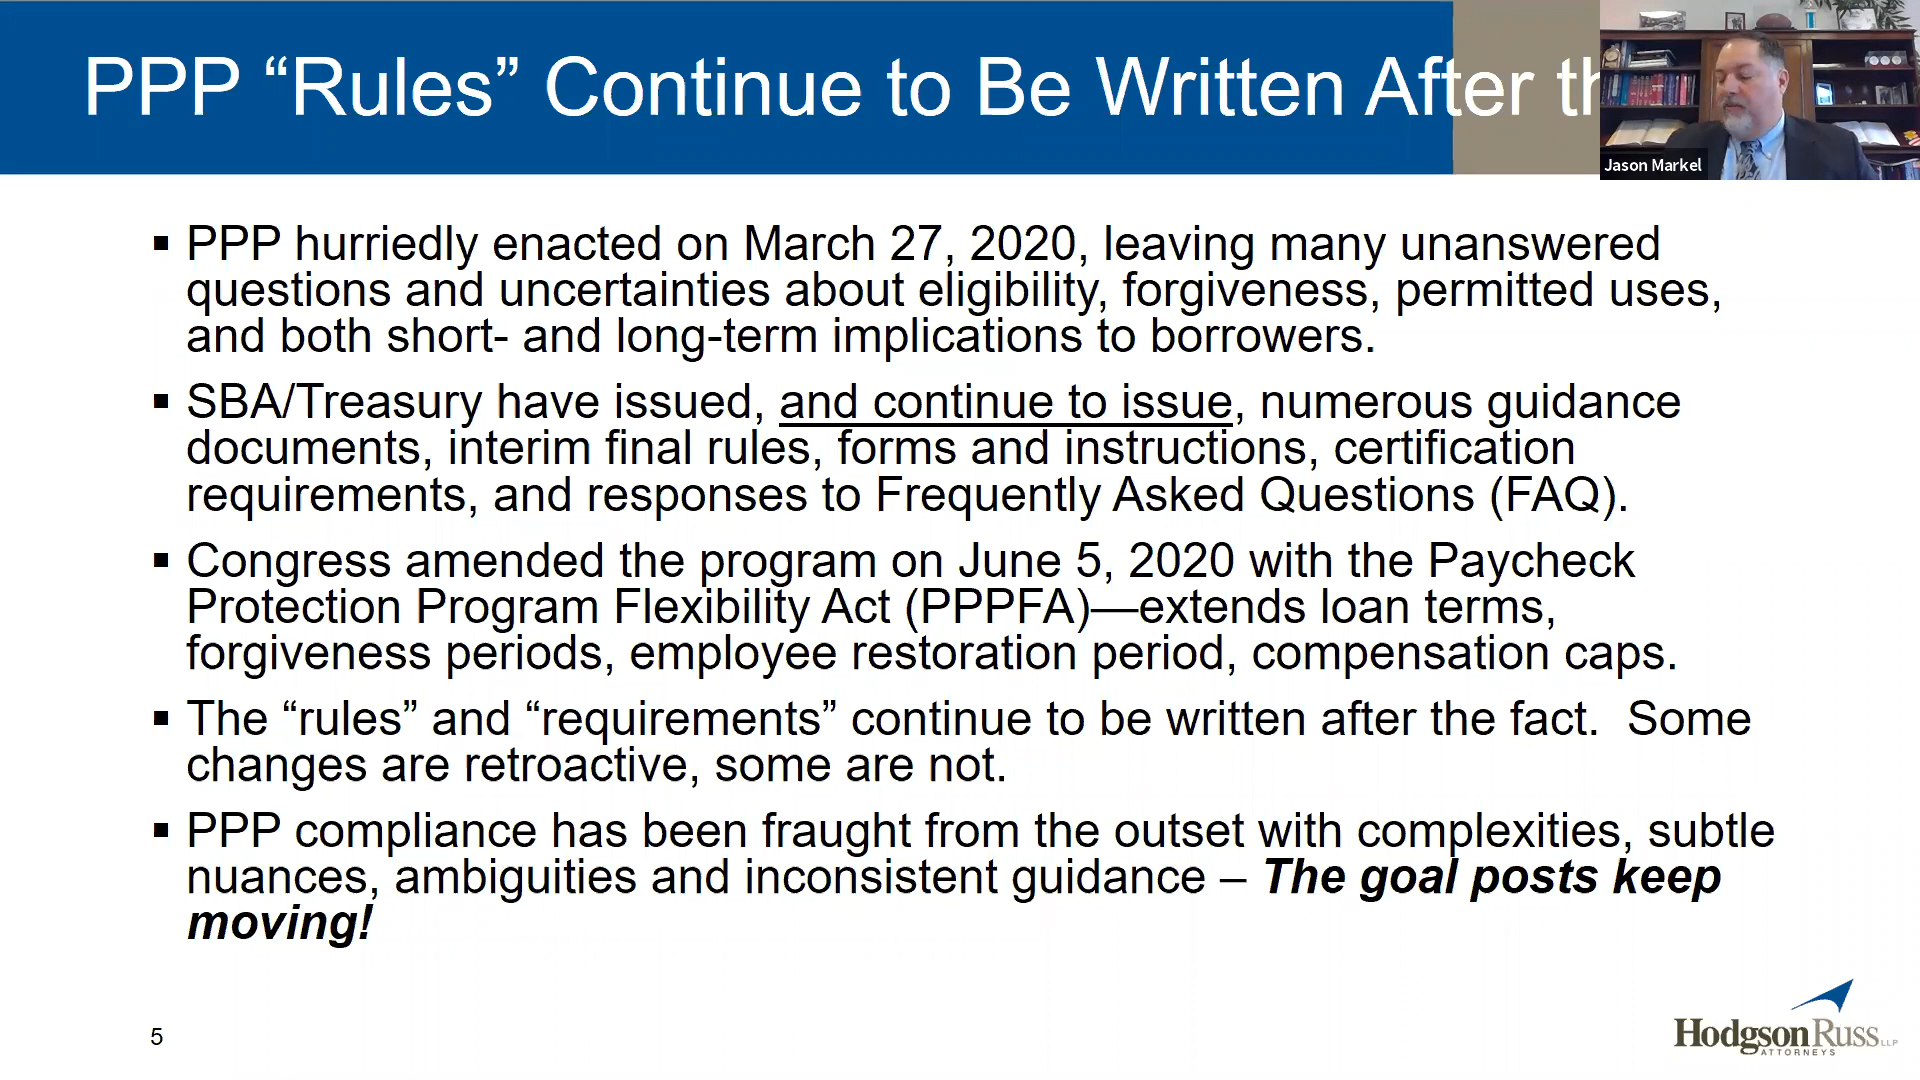 PPP “Rules” Continue to Be Written After
Jason Markel
▪ PPP hurriedly enacted on March 27, 2020, leaving many unanswered
questions and uncertainties about eligibility, forgiveness, permitted uses,
and both short- and long-term implications to borrowers.
▪ SBA/Treasury have issued, and continue to issue, numerous guidance
documents, interim final rules, forms and instructions, certification
requirements, and responses to Frequently Asked Questions (FAQ).
▪ Congress amended the program on June 5, 2020 with the Paycheck
Protection Program Flexibility Act (PPPFA)—extends loan terms,
forgiveness periods, employee restoration period, compensation caps.
▪ The “rules” and “requirements” continue to be written after the fact.  Some
changes are retroactive, some are not.
▪ PPP compliance has been fraught from the outset with complexities, subtle
nuances, ambiguities and inconsistent guidance – The goal posts keep
moving!
5
HodgsonRuss LLP
ATTORNEYS